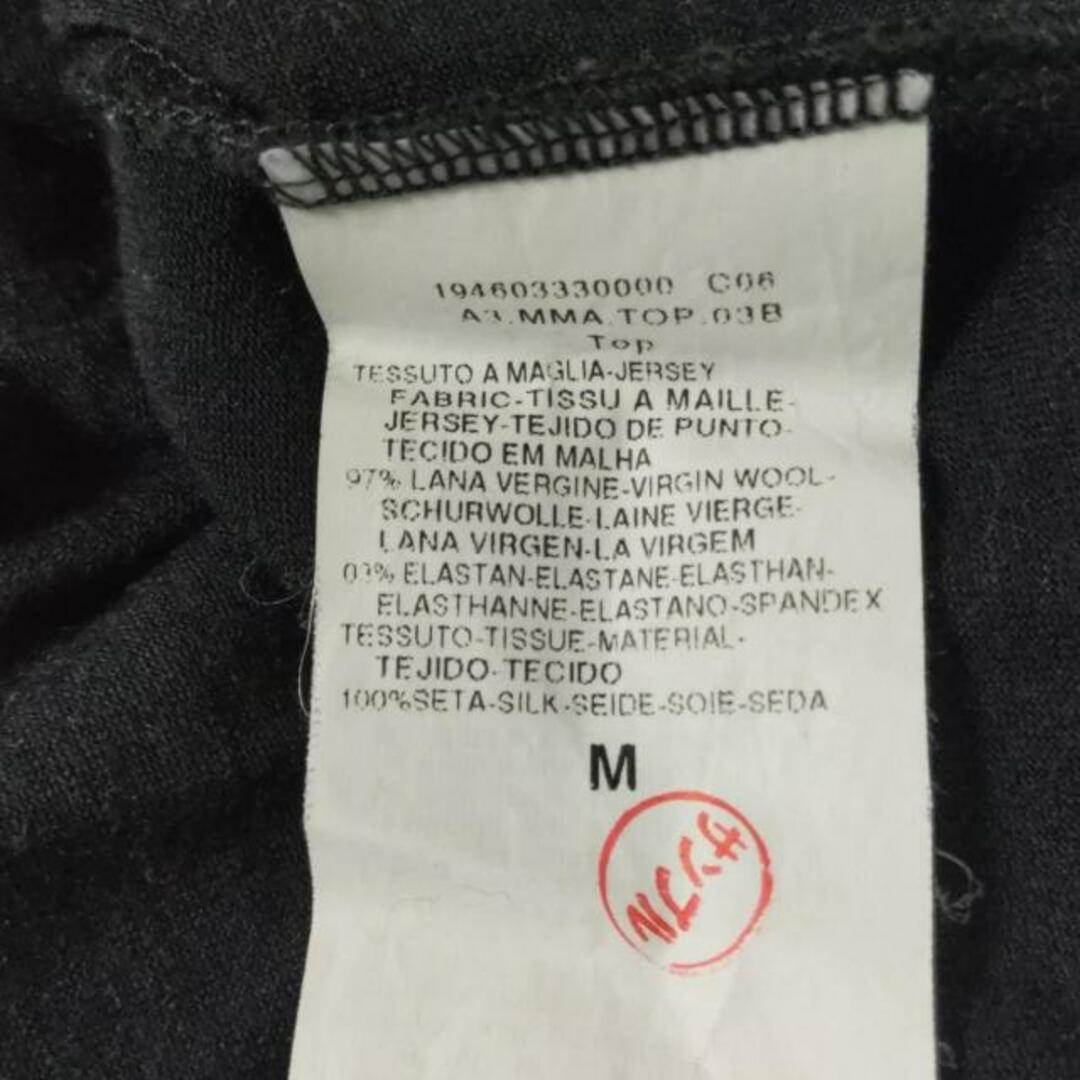 194603330000 C06
A3.MMA.TOP.03B
Top
TESSUTO A MAGLIA-JERSEY
FABRIC-TISSU A MAILLE-
JERSEY-TEJIDO DE PUNTO-
TECIDO EM MALHA
97% LANA VERGINE-VIRGIN WOOL-
SCHURWOLLE-LAINE VIERGE-
LANA VIRGEN-LA VIRGEM
03% ELASTAN-ELASTANE-ELASTHAN-
ELASTHANNE-ELASTANO-SPANDEX
TESSUTO-TISSUE-MATERIAL-
TEJIDO-TECIDO
100%SETA-SILK-SEIDE-SOIE-SEDA
M